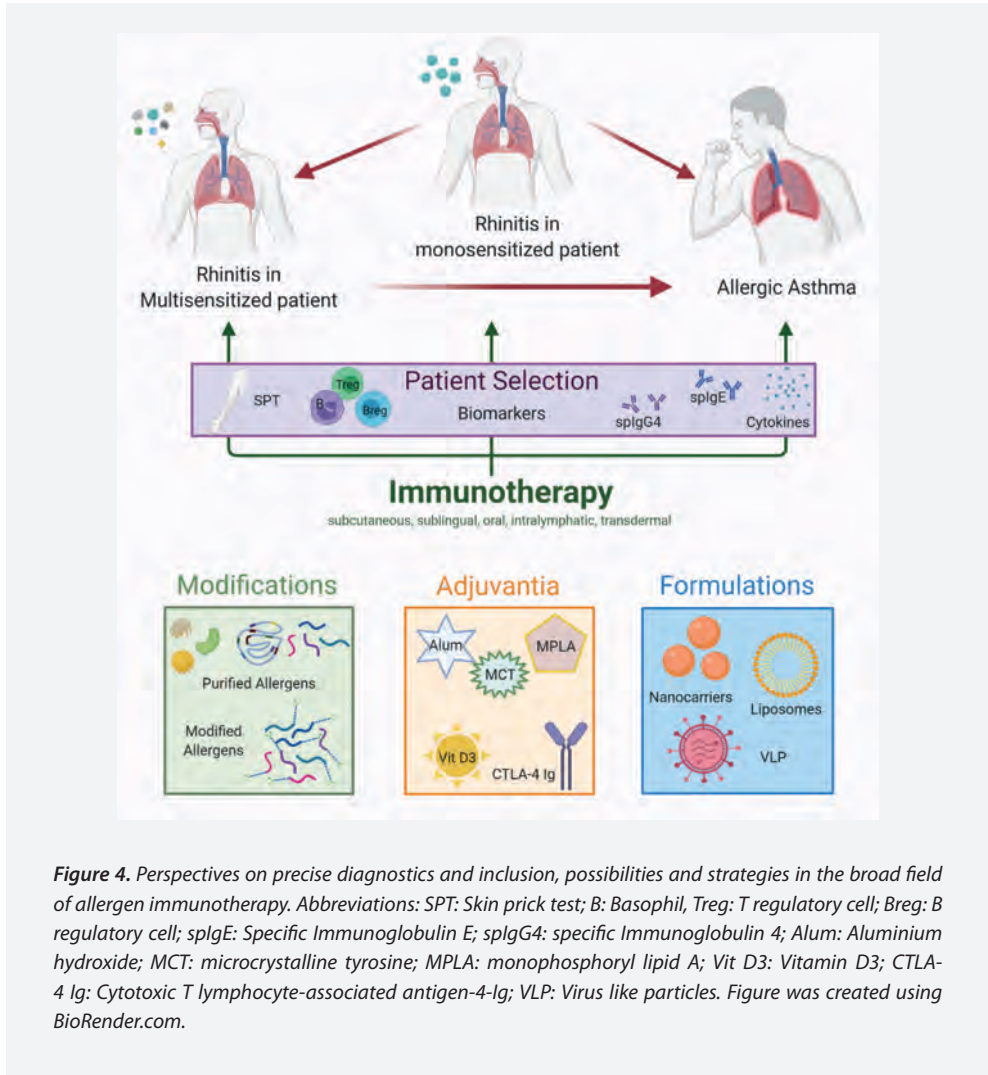 Rhinitis in
monosensitized patient
Rhinitis in
Multisensitized patient
Allergic Asthma
Patient Selection
SPT
Treg
B
Breg
Biomarkers
spIgG4
spIgE
Cytokines
Immunotherapy
subcutaneous, sublingual, oral, intralymphatic, transdermal
Modifications
Purified Allergens
Modified
Allergens
Adjuvantia
Alum
MPLA
MCT
Vit D3
CTLA-4 Ig
Formulations
Nanocarriers
Liposomes
VLP
Figure 4. Perspectives on precise diagnostics and inclusion, possibilities and strategies in the broad field
of allergen immunotherapy. Abbreviations: SPT: Skin prick test; B: Basophil, Treg: T regulatory cell; Breg: B
regulatory cell; spIgE: Specific Immunoglobulin E; spIgG4: specific Immunoglobulin 4; Alum: Aluminium
hydroxide; MCT: microcrystalline tyrosine; MPLA: monophosphoryl lipid A; Vit D3: Vitamin D3; CTLA-
4 Ig: Cytotoxic T lymphocyte-associated antigen-4-Ig; VLP: Virus like particles. Figure was created using
BioRender.com.